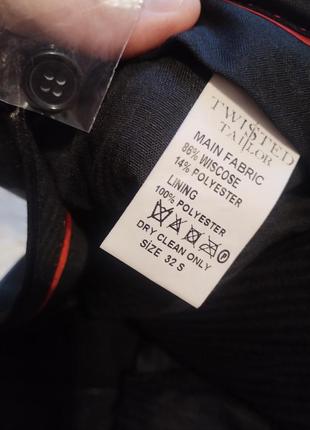 TWISTED
TAILOR
MAIN FABRIC
86% WISCOSE
14% POLYESTER
LINING
100% POLYESTER
P
DRY CLEAN ONLY
SIZE 32 S